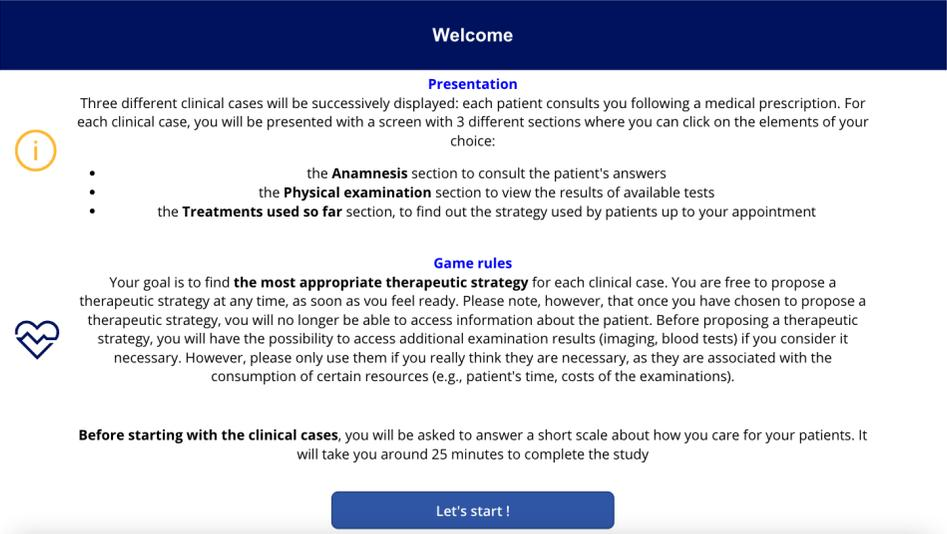 Welcome
Presentation
Three different clinical cases will be successively displayed: each patient consults you following a medical prescription. For
each clinical case, you will be presented with a screen with 3 different sections where you can click on the elements of your
choice:
• the Anamnesis section to consult the patient's answers
• the Physical examination section to view the results of available tests
• the Treatments used so far section, to find out the strategy used by patients up to your appointment
Game rules
Your goal is to find the most appropriate therapeutic strategy for each clinical case. You are free to propose a
therapeutic strategy at any time, as soon as you feel ready. Please note, however, that once you have chosen to propose a
therapeutic strategy, you will no longer be able to access information about the patient. Before proposing a therapeutic
strategy, you will have the possibility to access additional examination results (imaging, blood tests) if you consider it
necessary. However, please only use them if you really think they are necessary, as they are associated with the
consumption of certain resources (e.g., patient's time, costs of the examinations).
Before starting with the clinical cases, you will be asked to answer a short scale about how you care for your patients. It
will take you around 25 minutes to complete the study
Let's start !